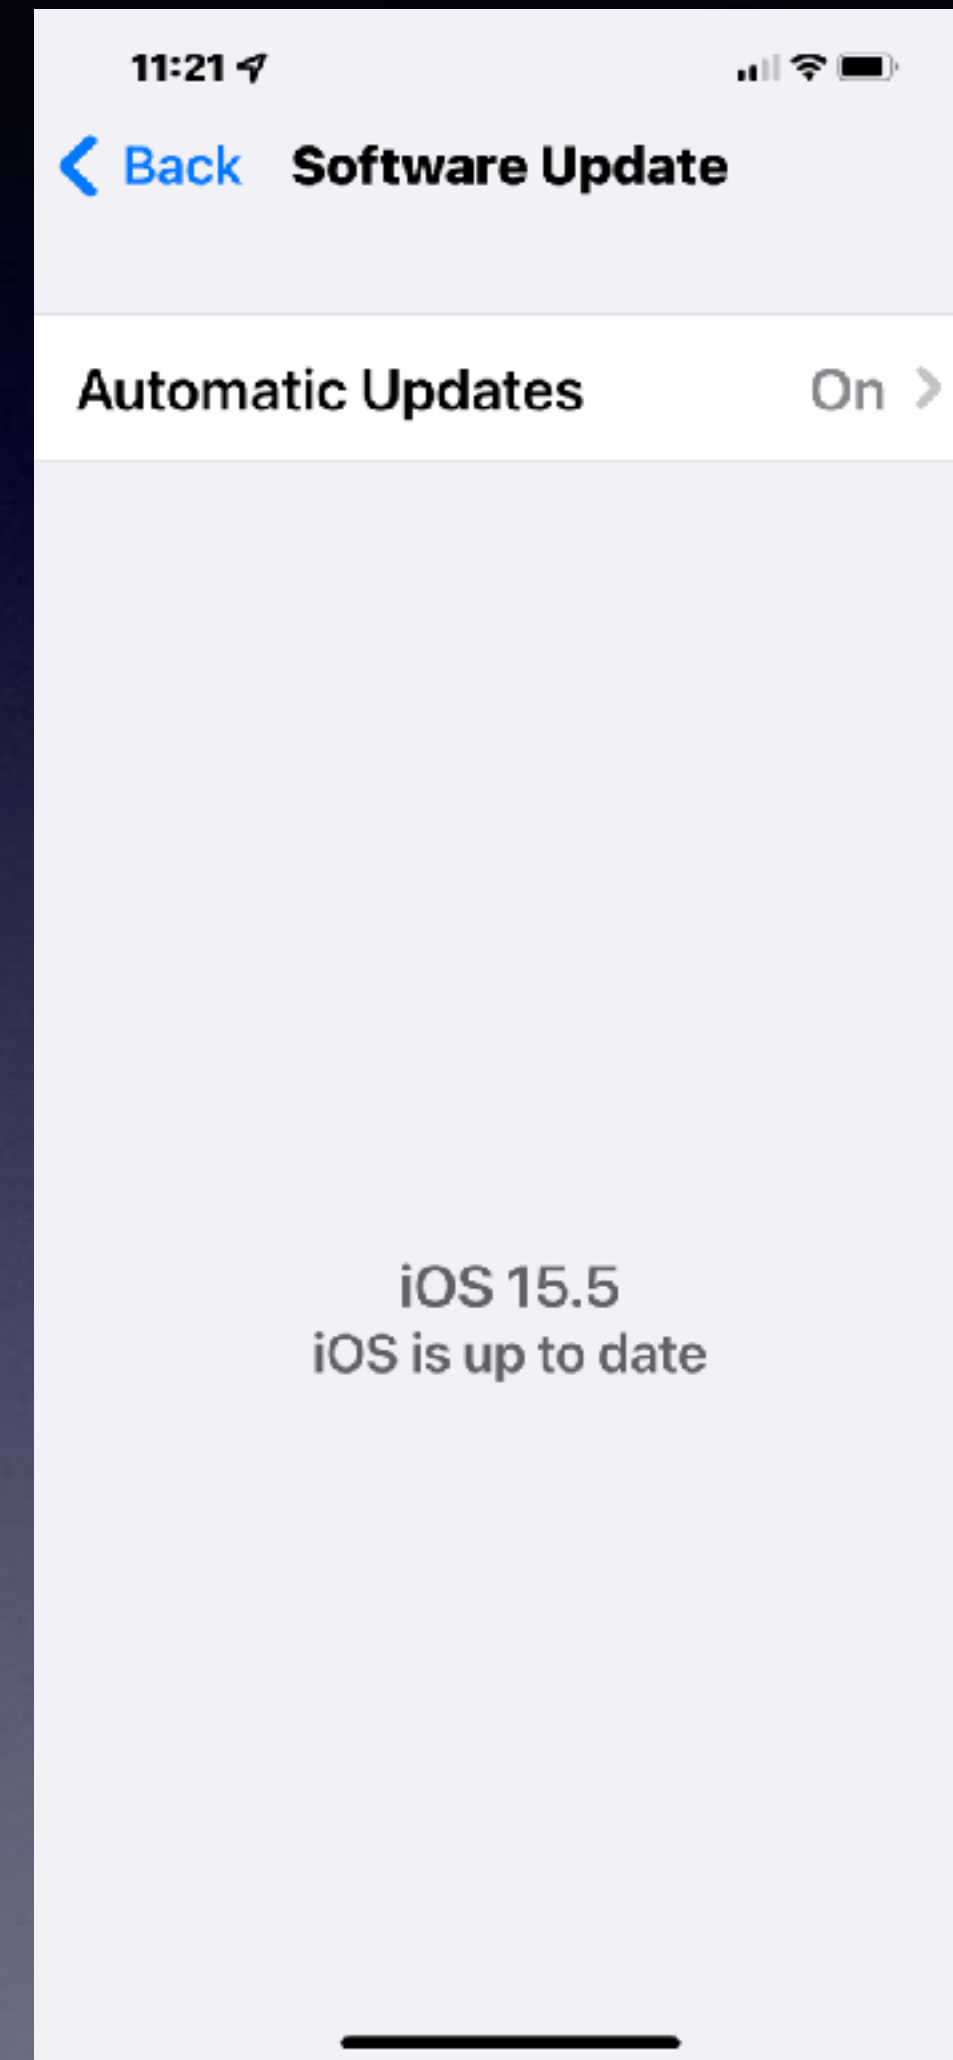 11:21
Back Software Update
Automatic Updates On
iOS 15.5
iOS is up to date